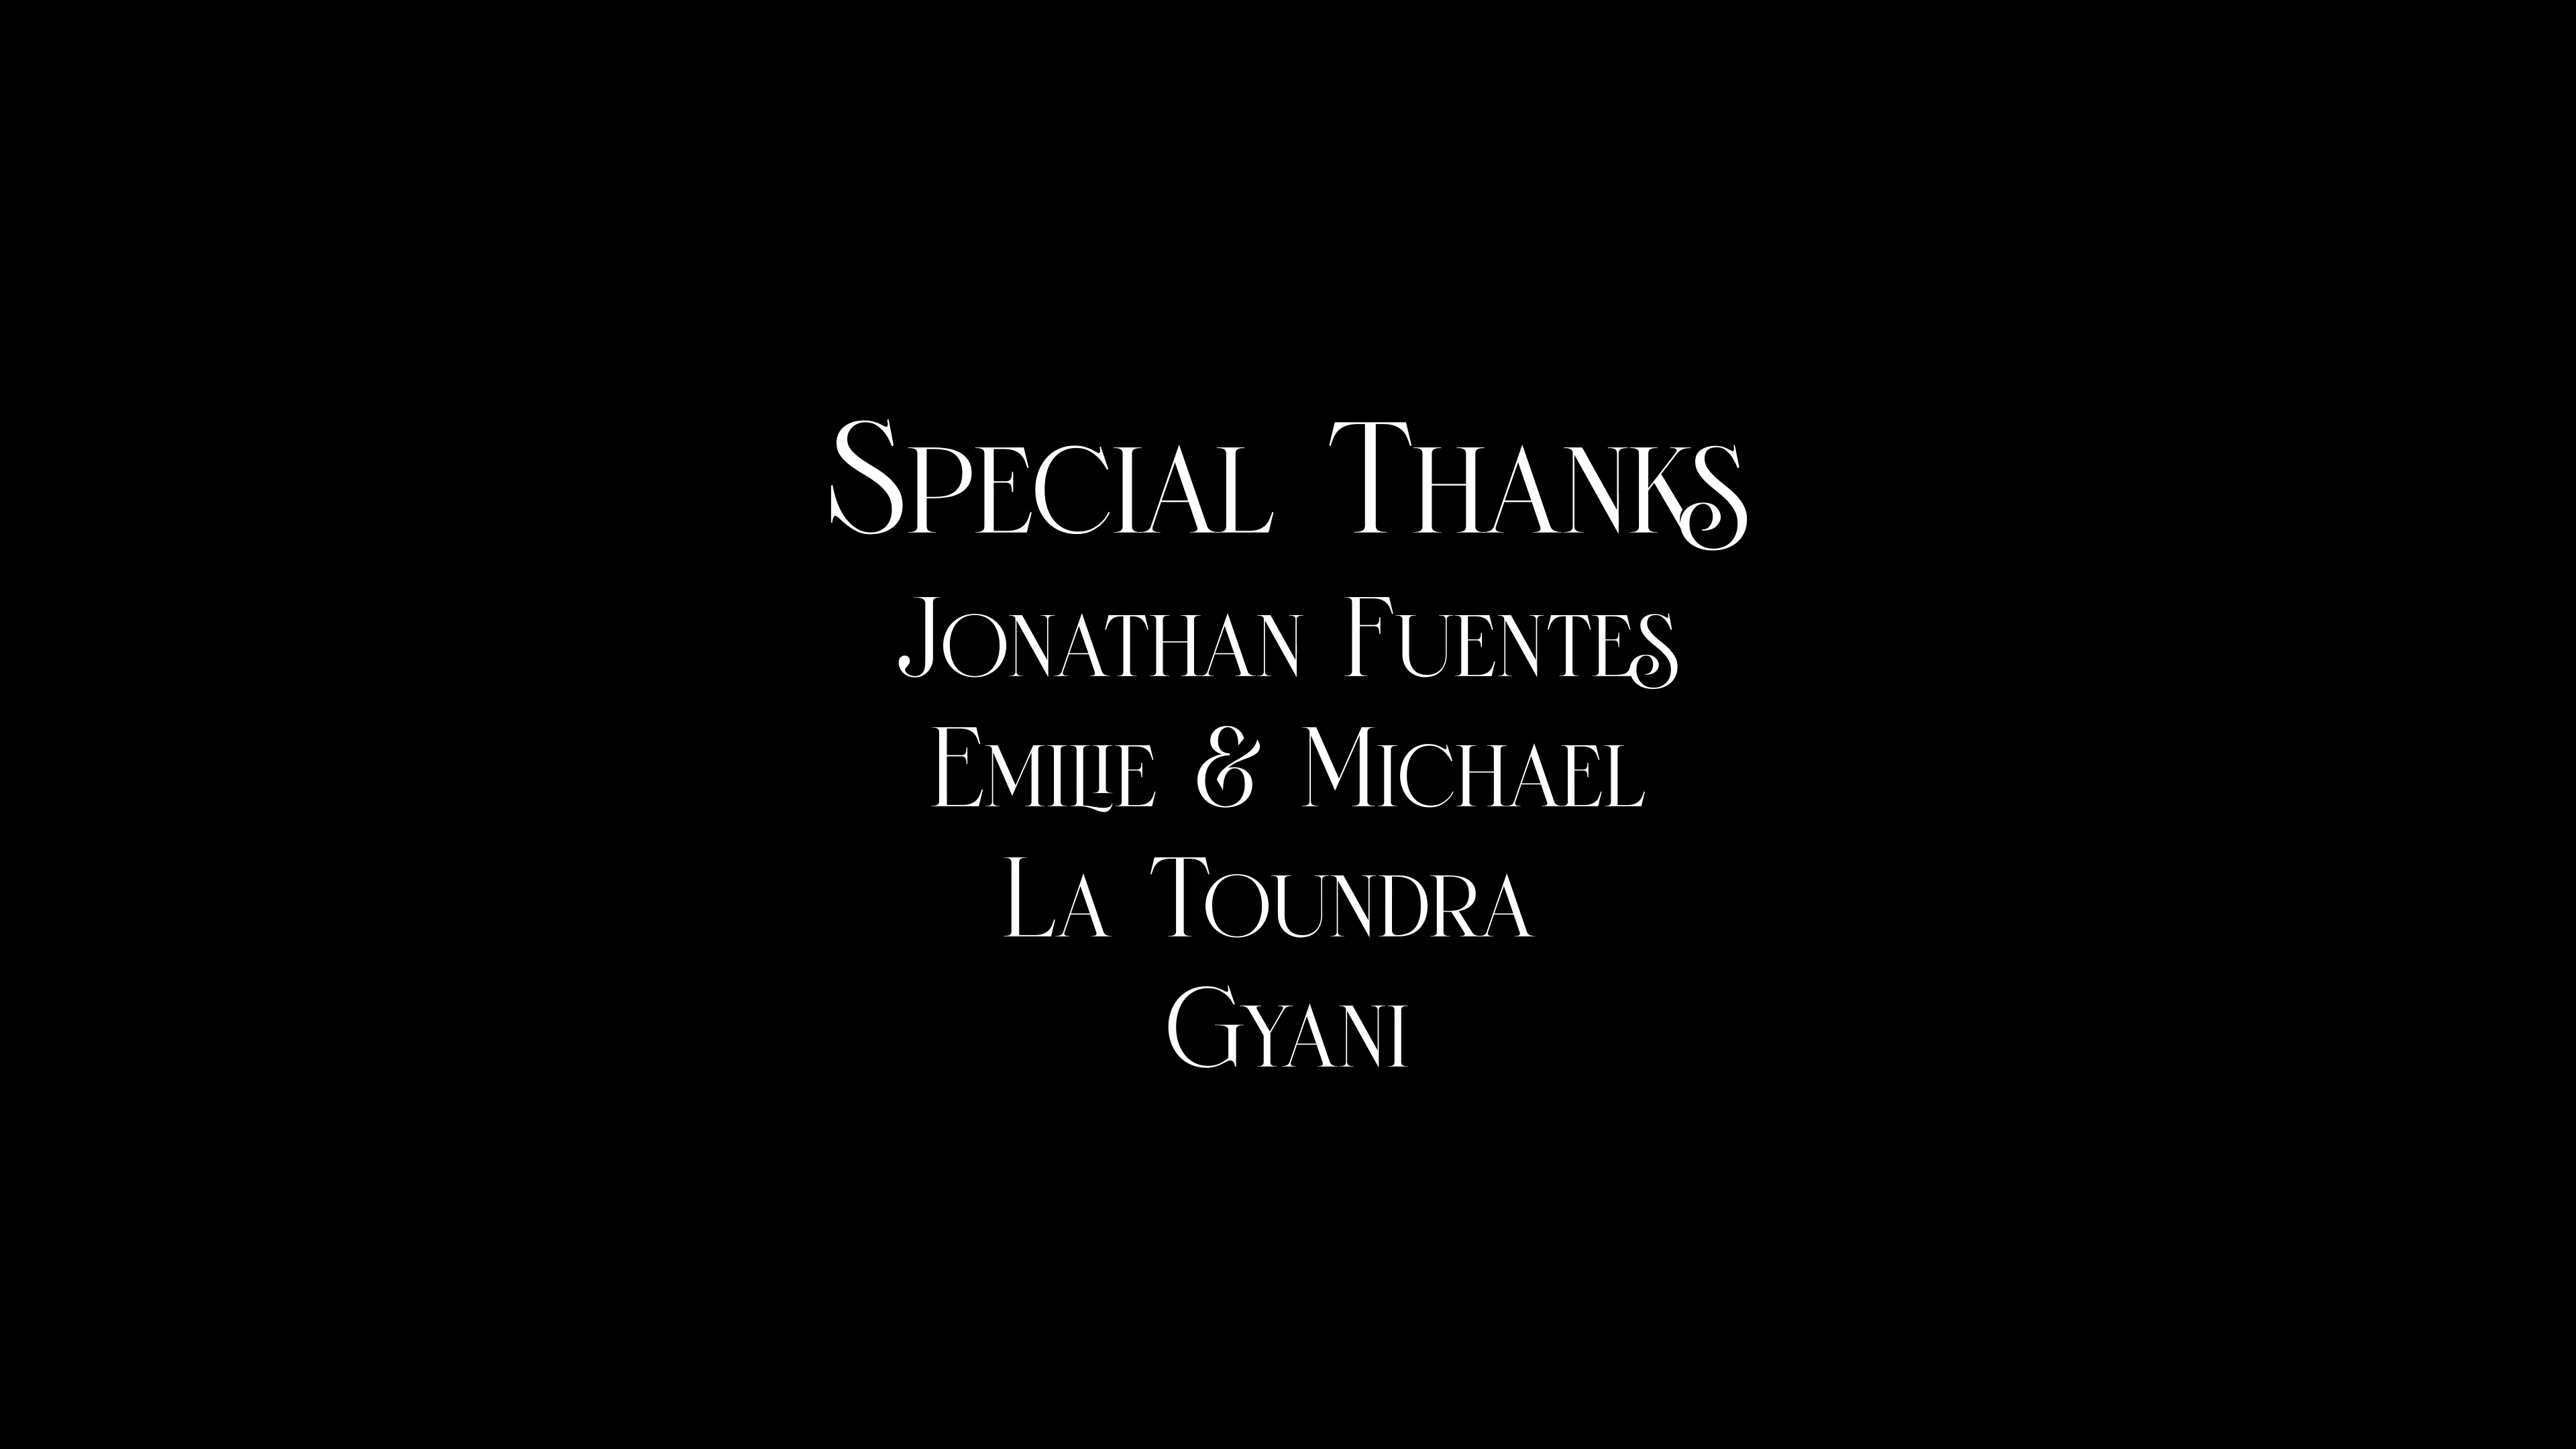 Special Thanks
Jonathan Fuentes
Emilie & Michael
La Toundra
Gyani